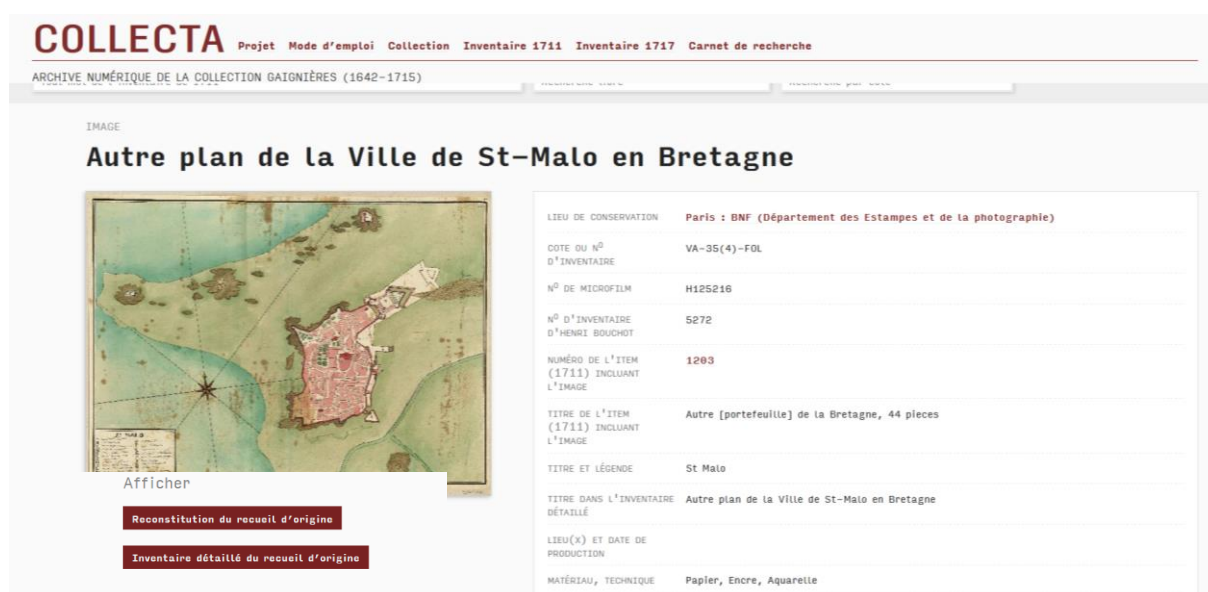 COLLECTA Projet Mode d'emploi Collection Inventaire 1711 Inventaire 1717 Carnet de recherche
ARCHIVE NUMÉRIQUE DE LA COLLECTION GAIGNIÈRES (1642-1715)
IMAGE
Autre plan de la Ville de St-Malo en Bretagne
LIEU DE CONSERVATION Paris : BNF (Département des Estampes et de la photographie)
COTE OU Nº
D'INVENTAIRE
VA-35(4)-FOL
Nº DE MICROFILM H125216
Nº D'INVENTAIRE
D'HENRI BOUCHOT
5272
NUMÉRO DE L'ITEM
(1711) INCLUANT
L'IMAGE
1203
TITRE DE L'ITEM
(1711) INCLUANT
L'IMAGE
Autre [portefeuille] de la Bretagne, 44 pieces
TITRE ET LÉGENDE St Malo
TITRE DANS L'INVENTAIRE
DÉTAILLÉ
Autre plan de la Ville de St-Malo en Bretagne
LIEU(X) ET DATE DE
PRODUCTION
MATÉRIAU, TECHNIQUE Papier, Encre, Aquarelle
Afficher
Reconstitution du recueil d'origine
Inventaire détaillé du recueil d'origine